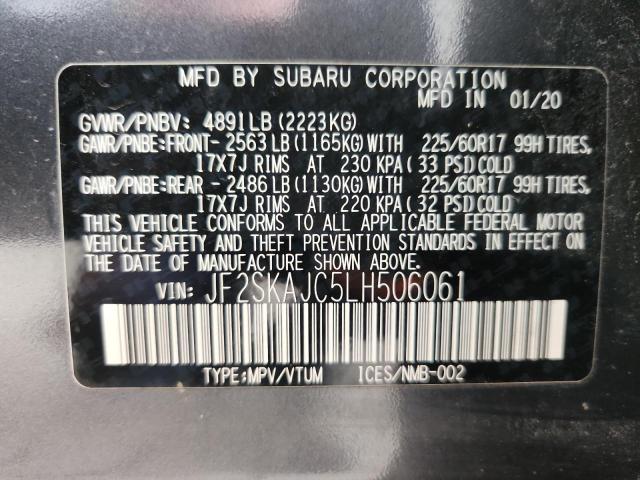 MFD BY SUBARU CORPORATION
MFD IN 01/20
GVWR/PNBV: 4891LB (2223KG)
GAWR/PNBE:FRONT- 2563LB (1165KG)WITH 225/60R17 99H TIRES,
17X7J RIMS AT 230 KPA( 33 PSI) COLD
GAWR/PNBE:REAR - 2486LB (1130KG)WITH 225/60R17 99H TIRES,
17X7J RIMS AT 220 KPA( 32 PSI) COLD
THIS VEHICLE CONFORMS TO ALL APPLICABLE FEDERAL MOTOR
VEHICLE SAFETY AND THEFT PREVENTION STANDARDS IN EFFECT ON
THE DATE OF MANUFACTURE SHOWN ABOVE.
VIN: JF2SKAJC5LH506061
TYPE:MPV/VTUM ICES/NMB-002